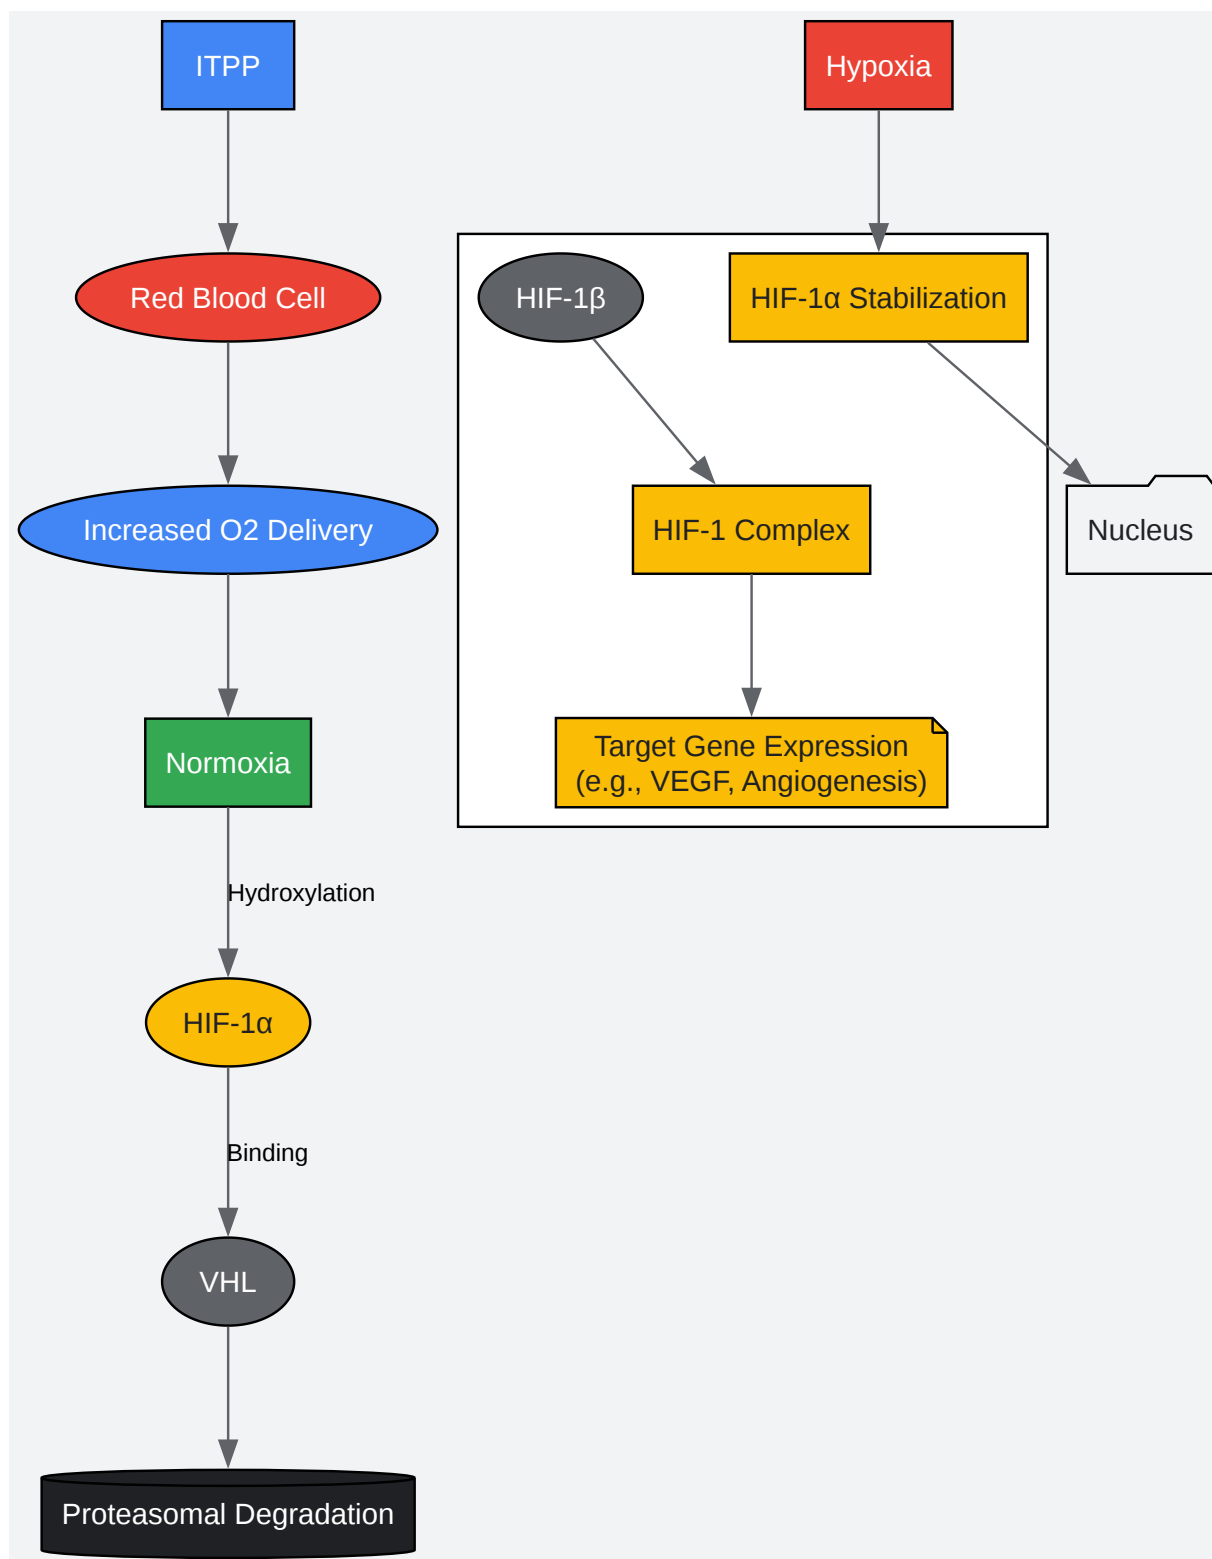 ITPP
Hypoxia
Red Blood Cell
HIF-1β
HIF-1α Stabilization
Increased O2 Delivery
HIF-1 Complex
Nucleus
Normoxia
Target Gene Expression
(e.g., VEGF, Angiogenesis)
Hydroxylation
HIF-1α
Binding
VHL
Proteasomal Degradation